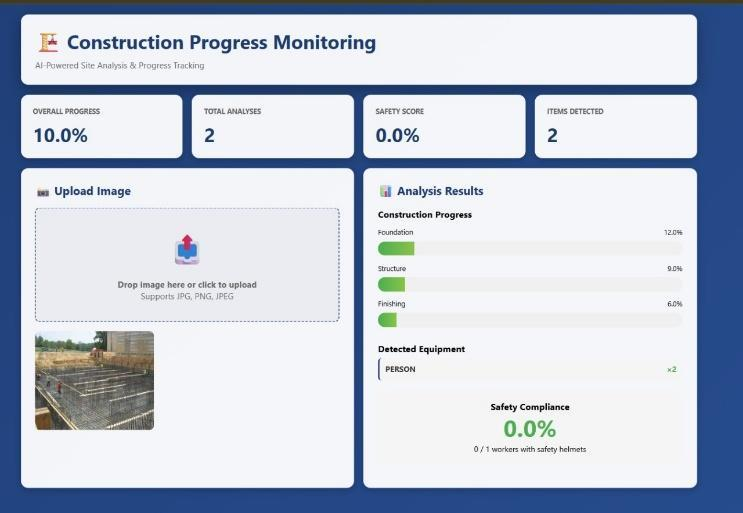 Construction Progress Monitoring
AI-Powered Site Analysis & Progress Tracking
OVERALL PROGRESS
10.0%
TOTAL ANALYSES
2
SAFETY SCORE
0.0%
ITEMS DETECTED
2
Upload Image
Drop image here or click to upload
Supports JPG, PNG, JPEG
Analysis Results
Construction Progress
Foundation 12.0%
Structure 9.0%
Finishing 6.0%
Detected Equipment
PERSON ×2
Safety Compliance
0.0%
0 / 1 workers with safety helmets